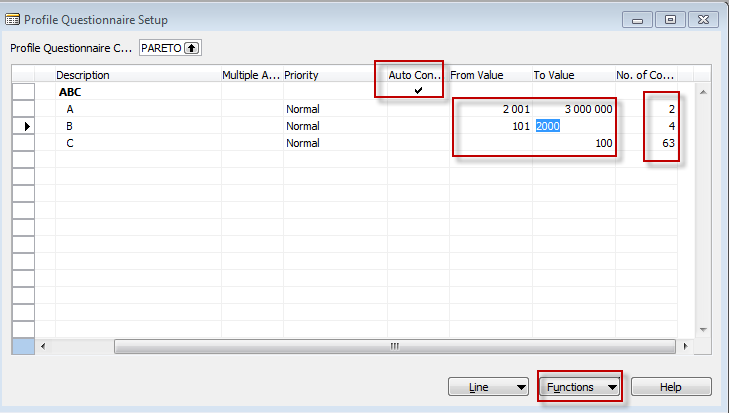 Profile Questionnaire Setup
Profile Questionnaire C... PARETO
Description Multiple A... Priority Auto Con... From Value To Value No. of Co...
ABC
A Normal 2 001 3 000 000 2
B Normal 101 2000 4
C Normal 100 63
Line Functions Help